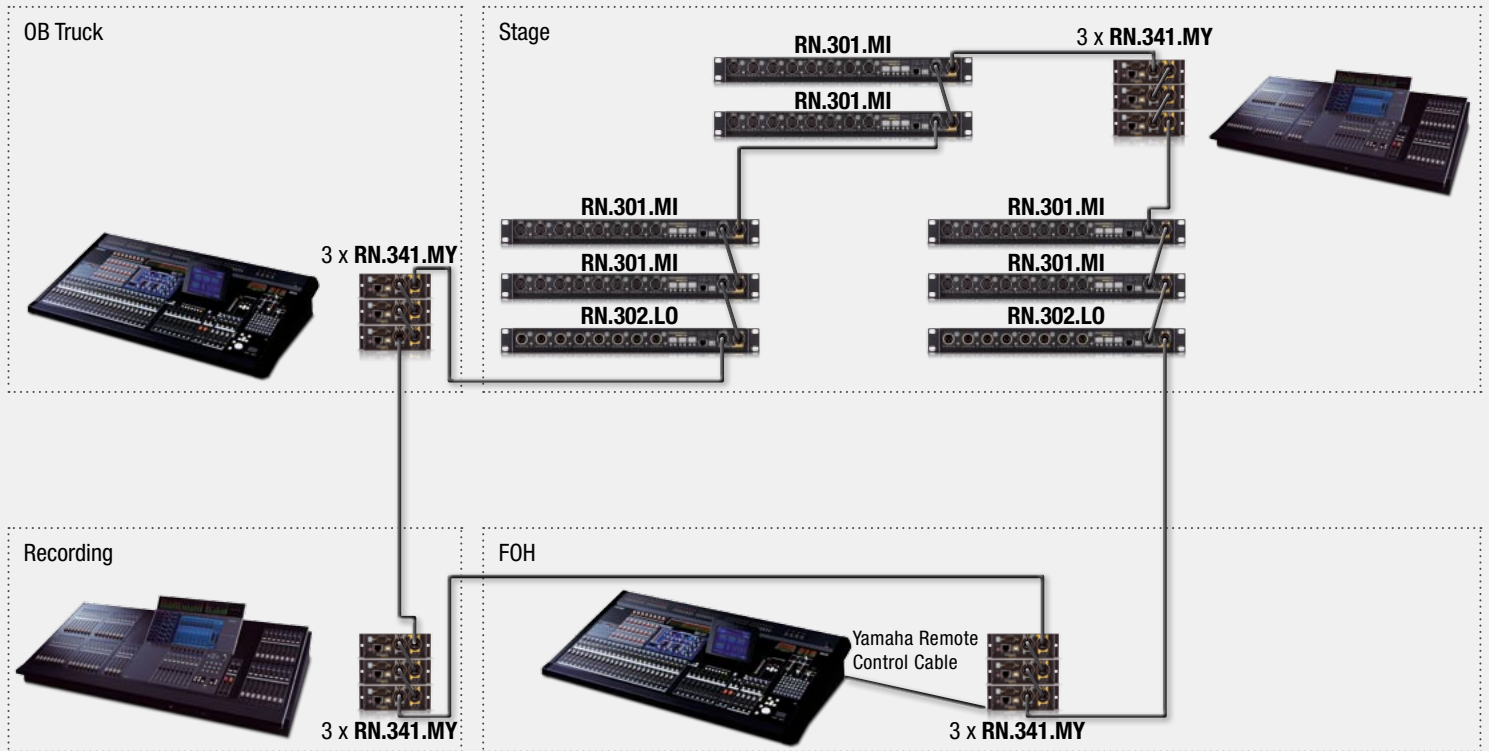 OB Truck
3 x RN.341.MY
Stage
RN.301.MI
RN.301.MI
3 x RN.341.MY
RN.301.MI
RN.301.MI
RN.302.LO
RN.301.MI
RN.301.MI
RN.302.LO
Recording
3 x RN.341.MY
FOH
Yamaha Remote
Control Cable
3 x RN.341.MY